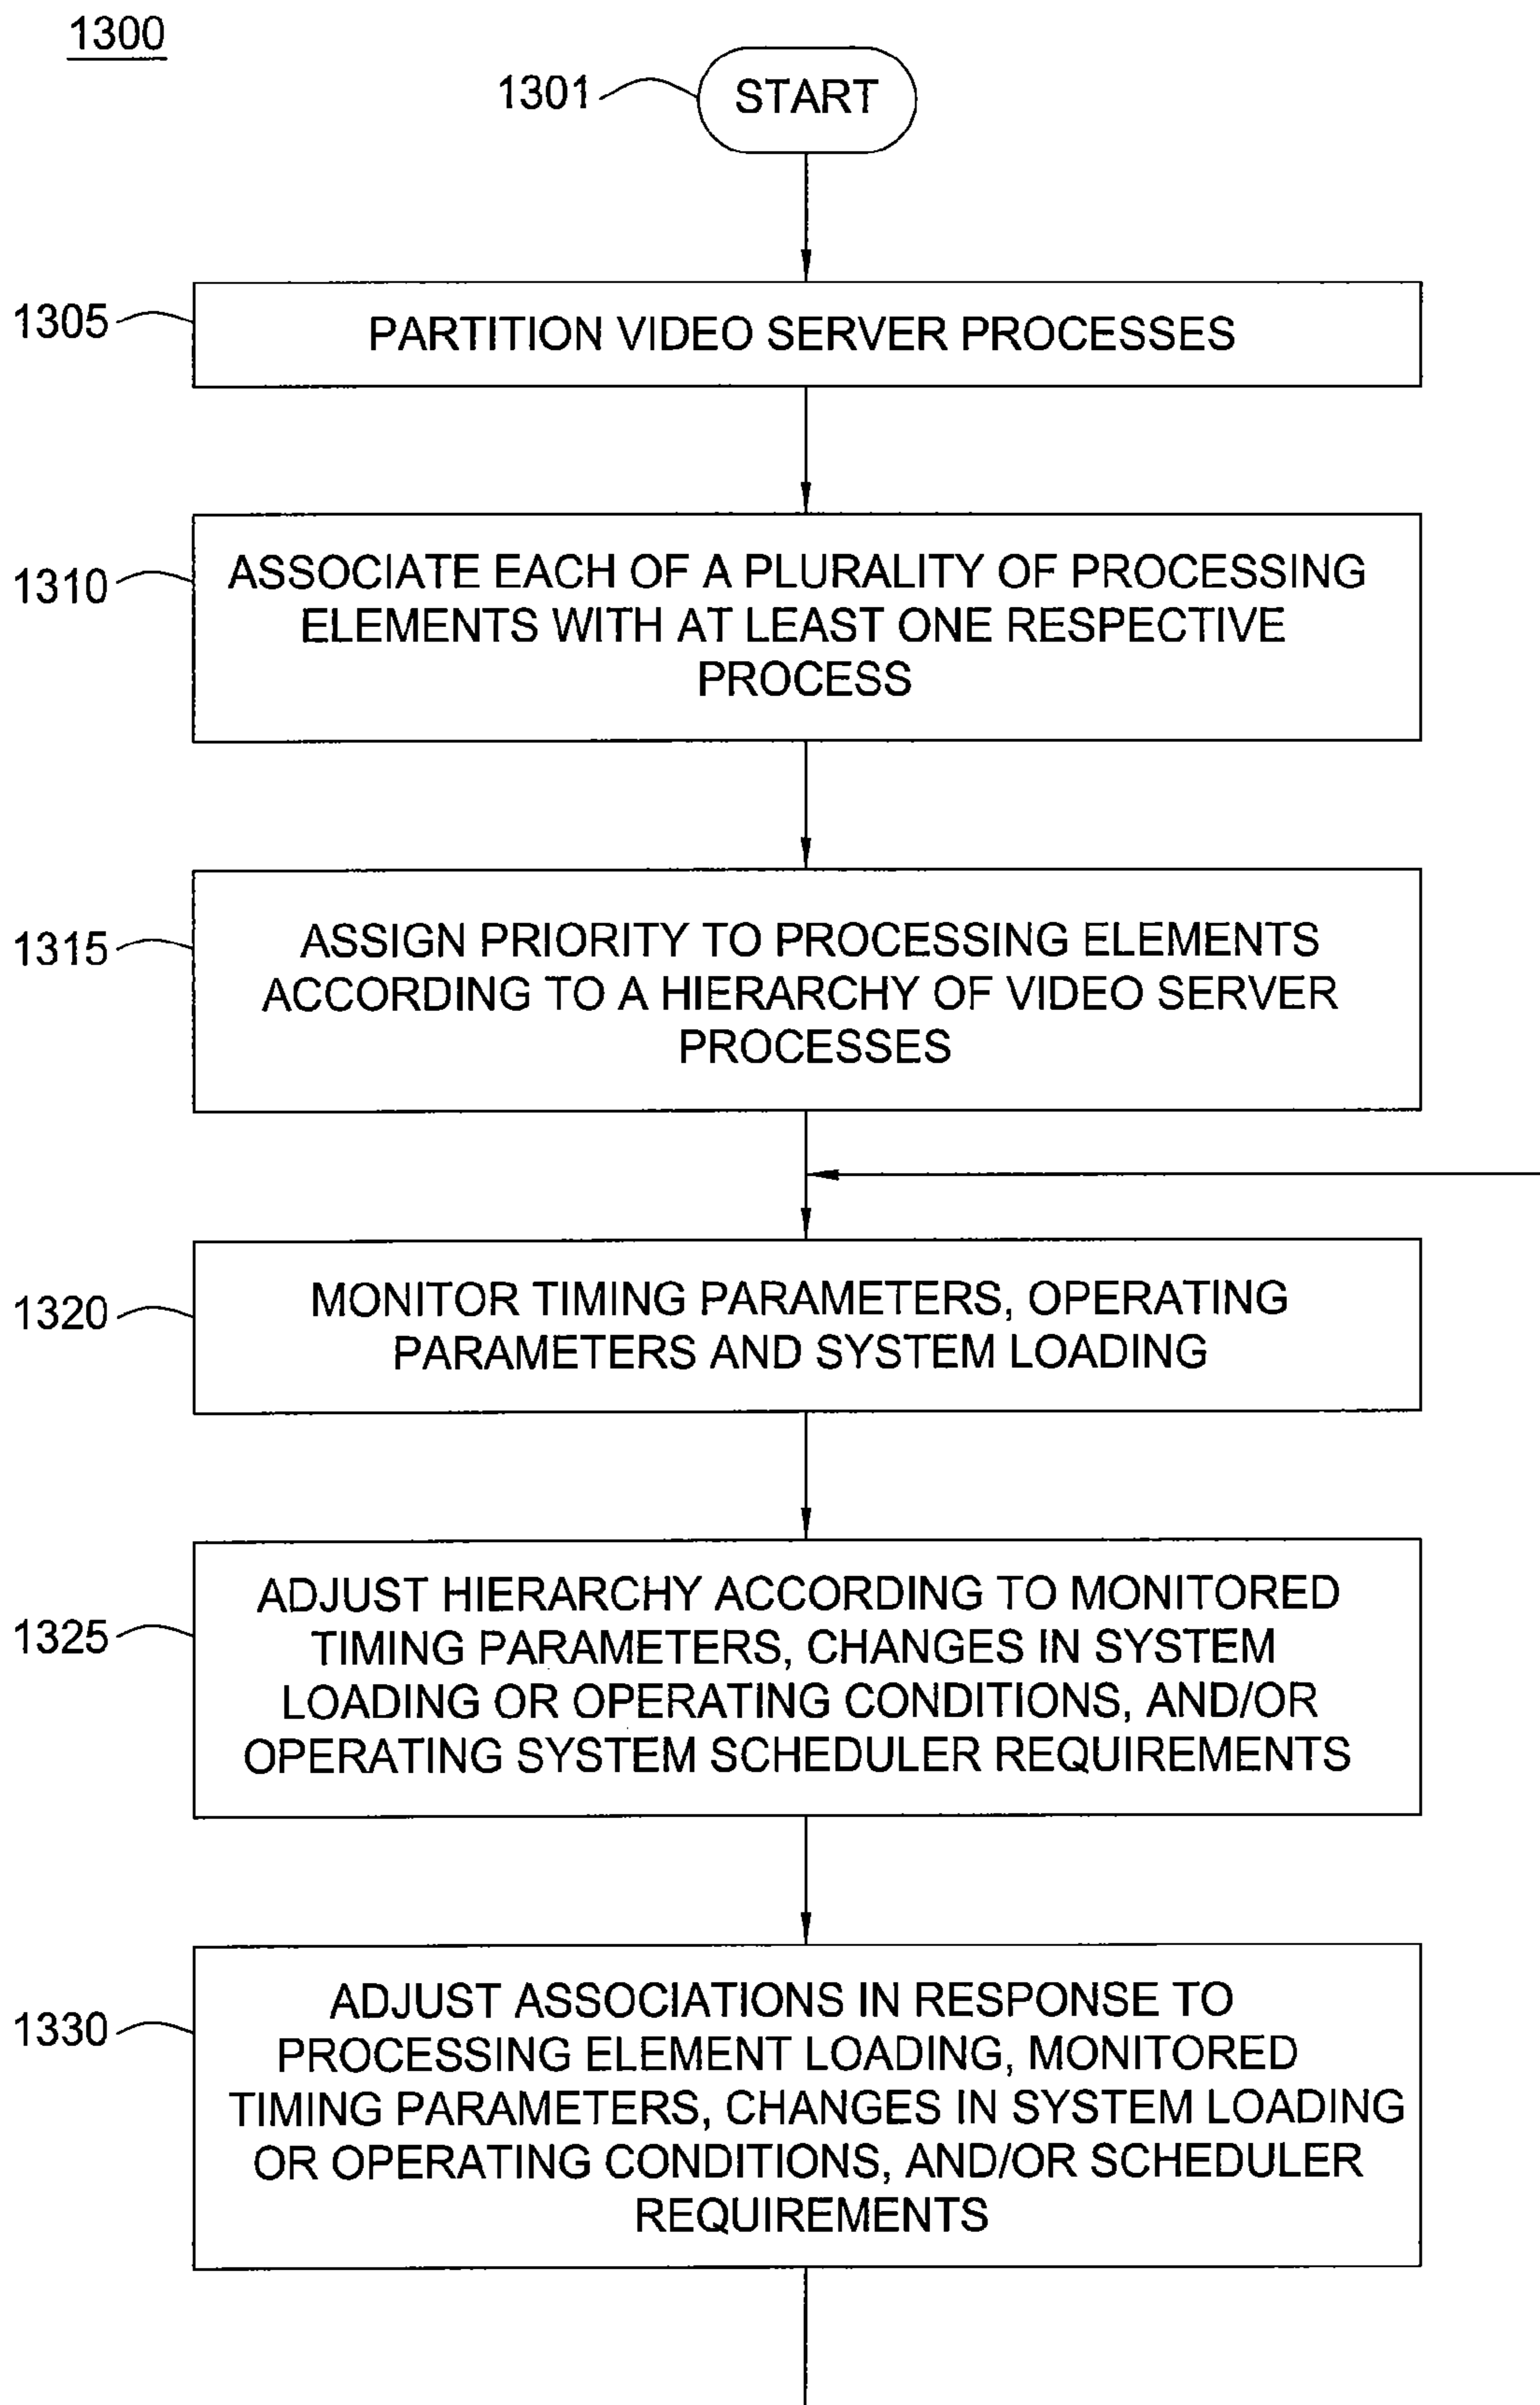 1300
1301
START
1305
PARTITION VIDEO SERVER PROCESSES
1310
ASSOCIATE EACH OF A PLURALITY OF PROCESSING
ELEMENTS WITH AT LEAST ONE RESPECTIVE
PROCESS
1315
ASSIGN PRIORITY TO PROCESSING ELEMENTS
ACCORDING TO A HIERARCHY OF VIDEO SERVER
PROCESSES
1320
MONITOR TIMING PARAMETERS, OPERATING
PARAMETERS AND SYSTEM LOADING
1325
ADJUST HIERARCHY ACCORDING TO MONITORED
TIMING PARAMETERS, CHANGES IN SYSTEM
LOADING OR OPERATING CONDITIONS, AND/OR
OPERATING SYSTEM SCHEDULER REQUIREMENTS
1330
ADJUST ASSOCIATIONS IN RESPONSE TO
PROCESSING ELEMENT LOADING, MONITORED
TIMING PARAMETERS, CHANGES IN SYSTEM LOADING
OR OPERATING CONDITIONS, AND/OR SCHEDULER
REQUIREMENTS